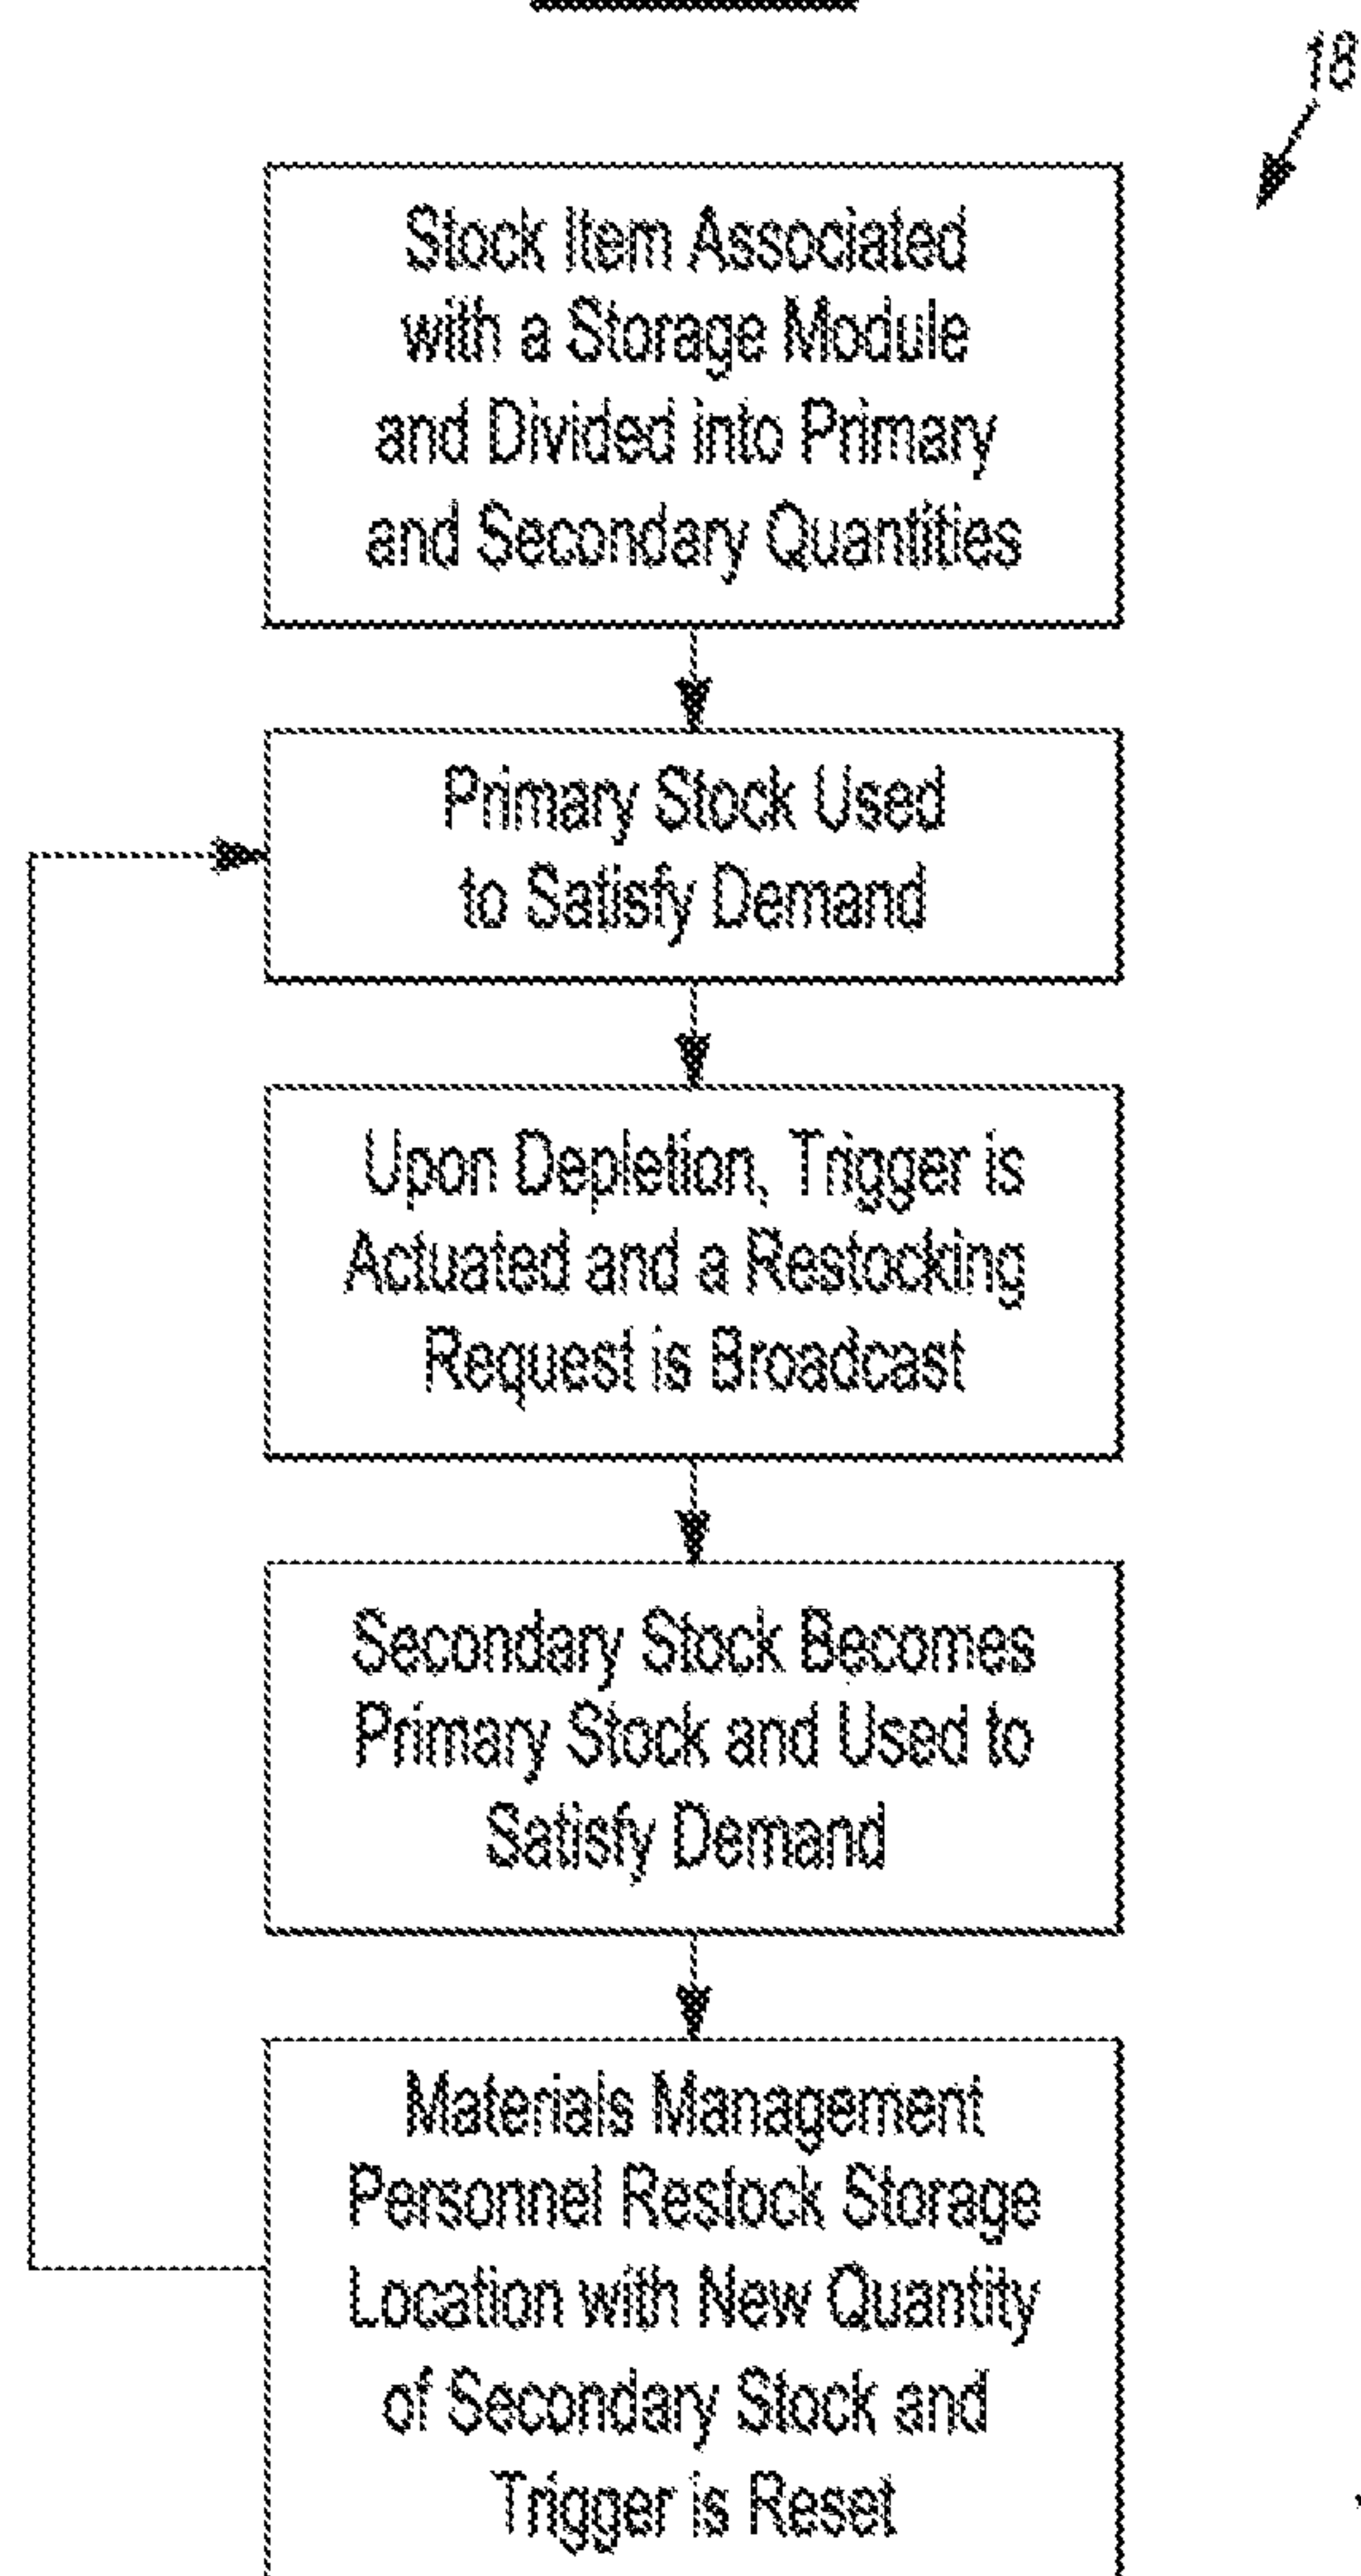 18
Stock Item Associated
with a Storage Module
and Divided into Primary
and Secondary Quantities
Primary Stock Used
to Satisfy Demand
Upon Depletion, Trigger is
Actuated and a Restocking
Request is Broadcast
Secondary Stock Becomes
Primary Stock and Used to
Satisfy Demand
Materials Management
Personnel Restock Storage
Location with New Quantity
of Secondary Stock and
Trigger is Reset